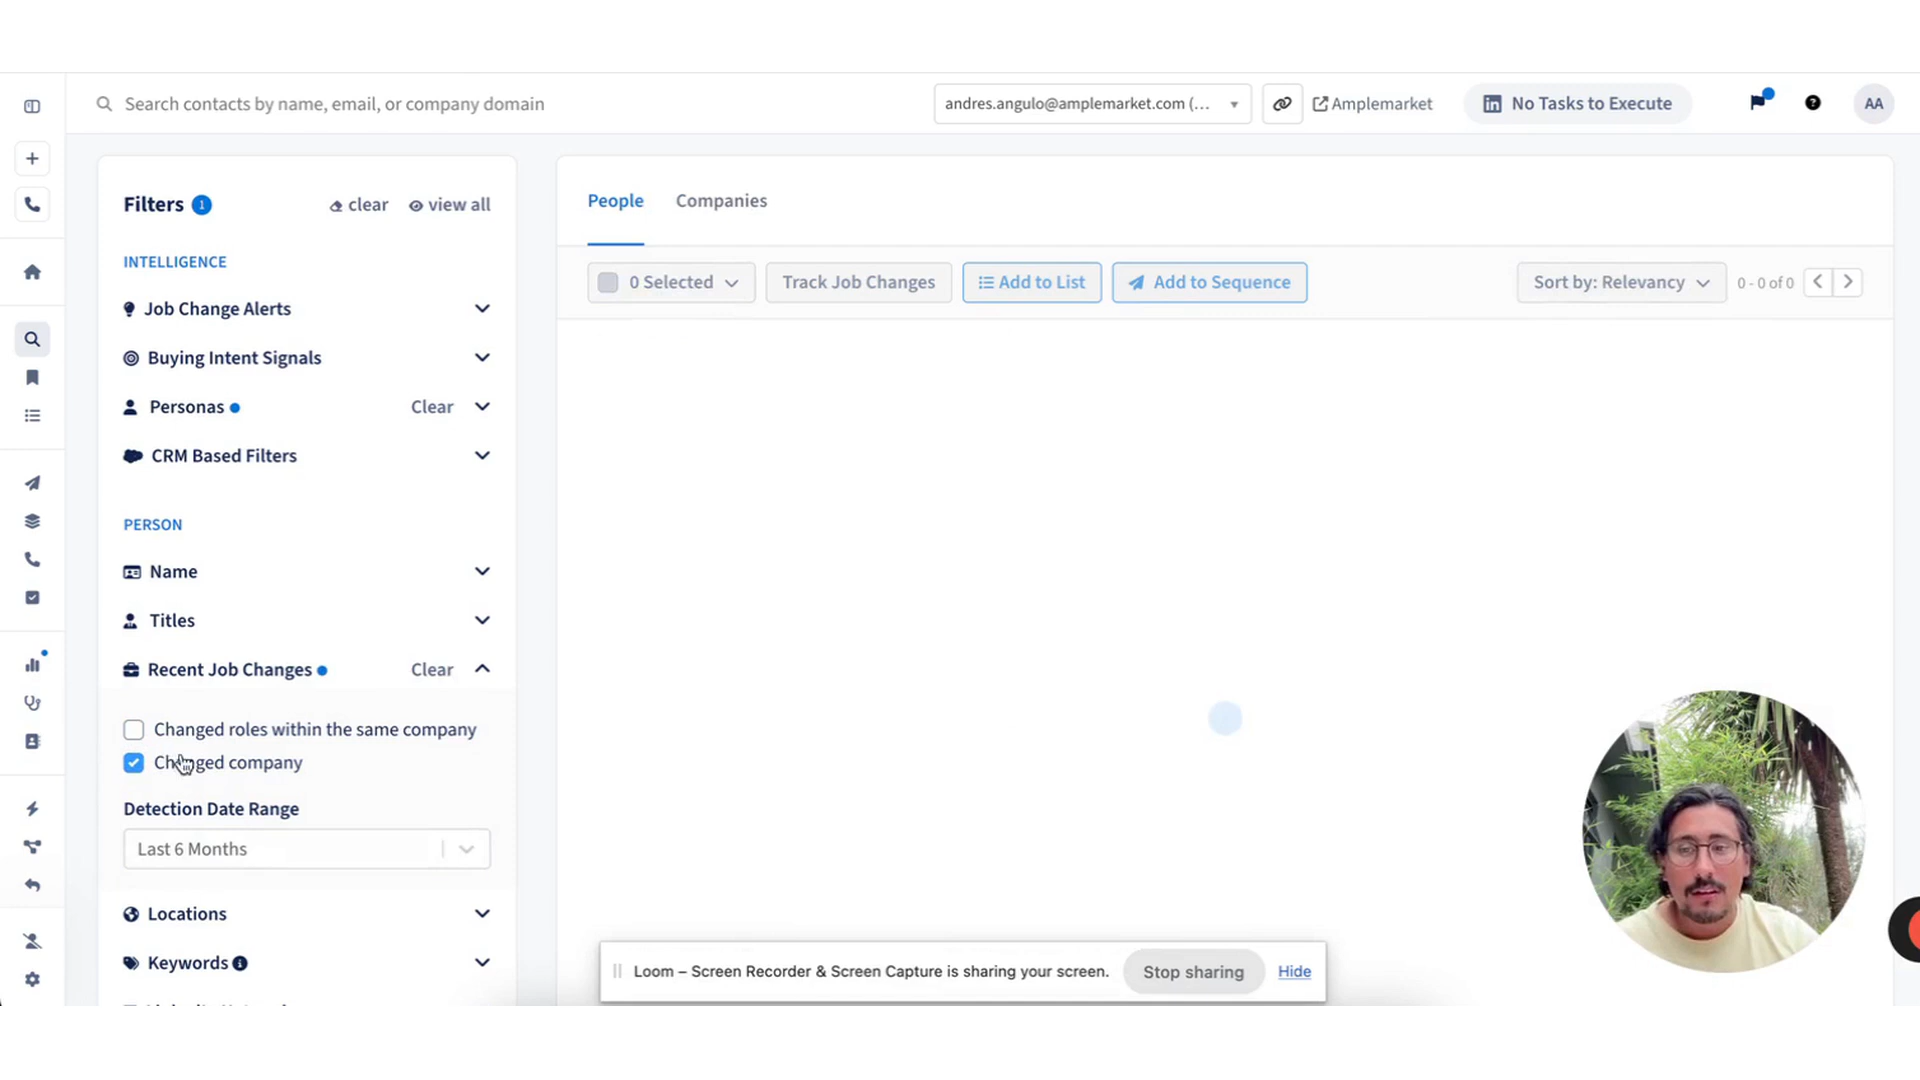 Search contacts by name, email, or company domain
andres.angulo@amplemarket.com (...
Amplemarket
No Tasks to Execute
AA
Filters 1
clear
view all
INTELLIGENCE
Job Change Alerts
Buying Intent Signals
Personas
Clear
CRM Based Filters
PERSON
Name
Titles
Recent Job Changes
Clear
Changed roles within the same company
Changed company
Detection Date Range
Last 6 Months
Locations
Keywords
People
Companies
0 Selected
Track Job Changes
Add to List
Add to Sequence
Sort by: Relevancy
0 - 0 of 0
Loom – Screen Recorder & Screen Capture is sharing your screen.
Stop sharing
Hide